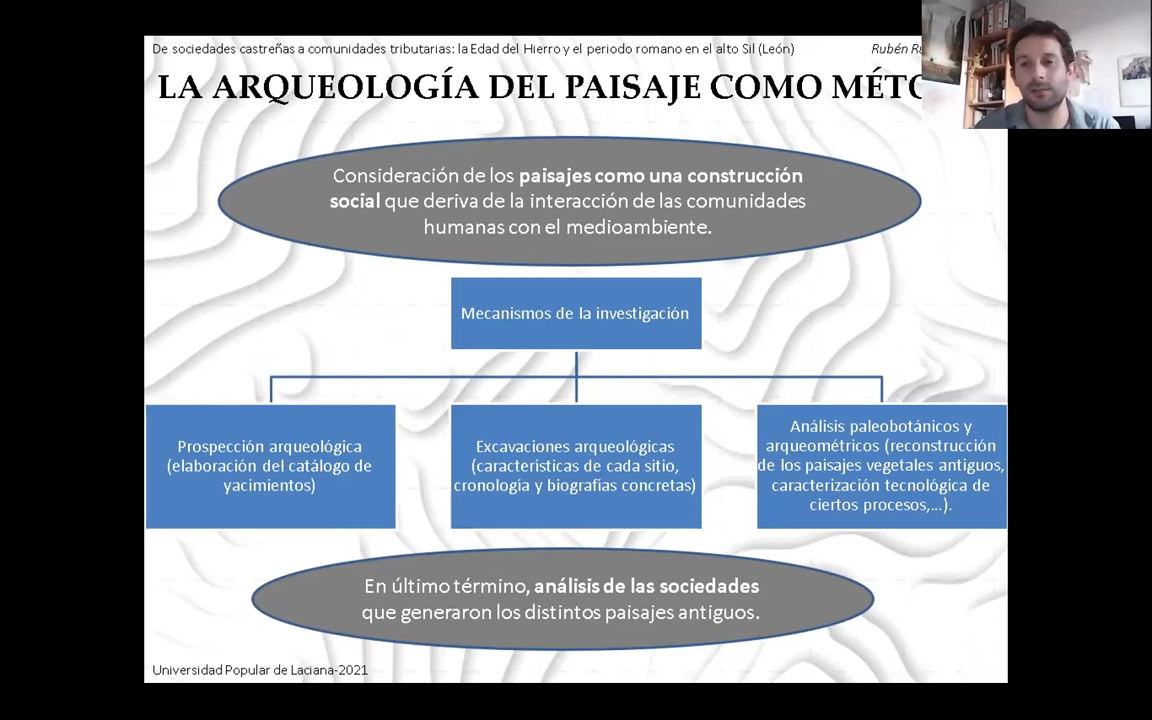 De sociedades castreñas a comunidades tributarias: la Edad del Hierro y el periodo romano en el alto Sil (León)
Rubén
LA ARQUEOLOGÍA DEL PAISAJE COMO
Consideración de los paisajes como una construcción
social que deriva de la interacción de las comunidades
humanas con el medioambiente.
Mecanismos de la investigación
Prospección arqueológica
(elaboración del catálogo de
yacimientos)
Excavaciones arqueológicas
(características de cada sitio,
cronología y biografías concretas)
Análisis paleobotánicos y
arqueométricos (reconstrucción
de los paisajes vegetales antiguos,
caracterización tecnológica de
ciertos procesos,...).
En último término, análisis de las sociedades
que generaron los distintos paisajes antiguos.
Universidad Popular de Laciana-2021